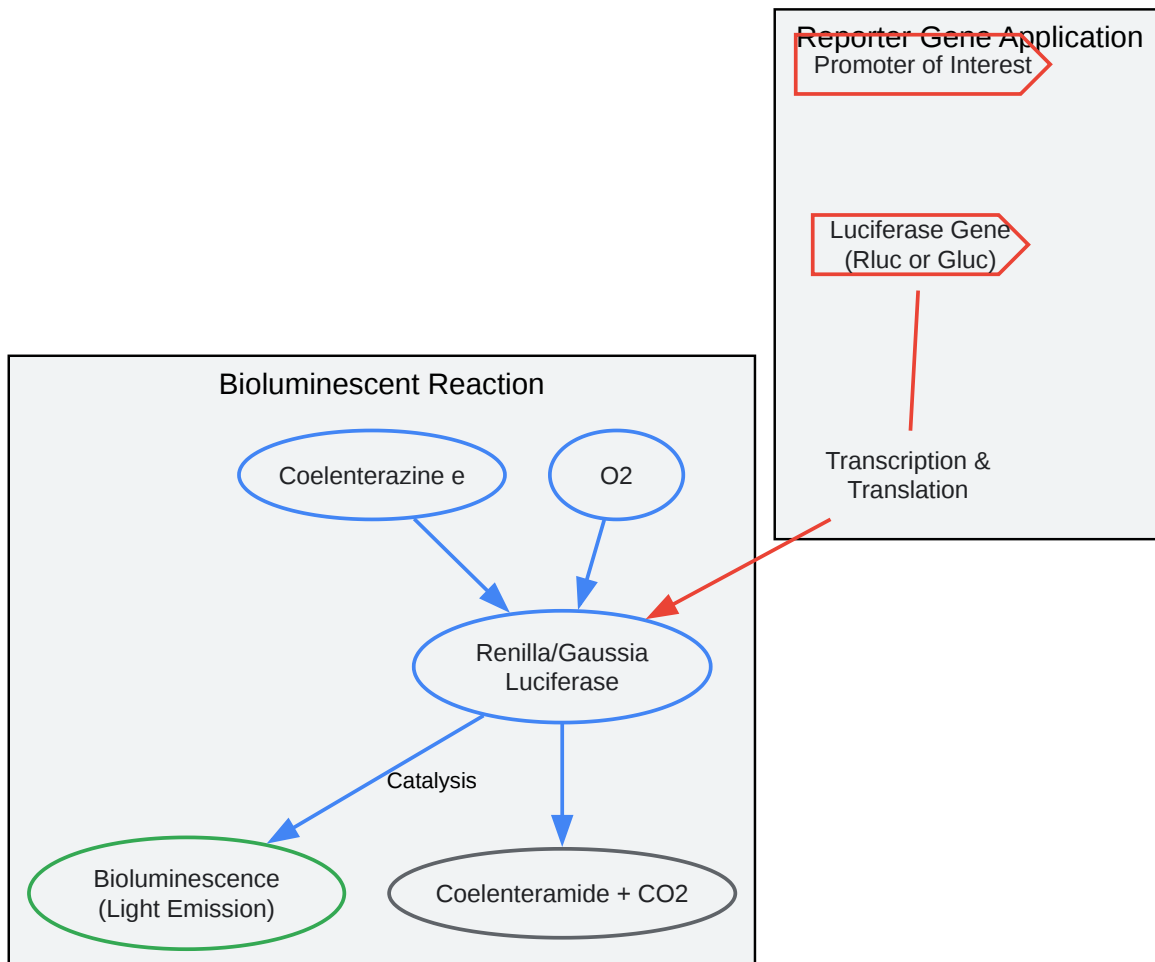 Reporter Gene Application
Promoter of Interest
Luciferase Gene
(Rluc or Gluc)
Transcription &
Translation
Bioluminescent Reaction
Coelenterazine e
O2
Renilla/Gaussia
Luciferase
Catalysis
Bioluminescence
(Light Emission)
Coelenteramide + CO2